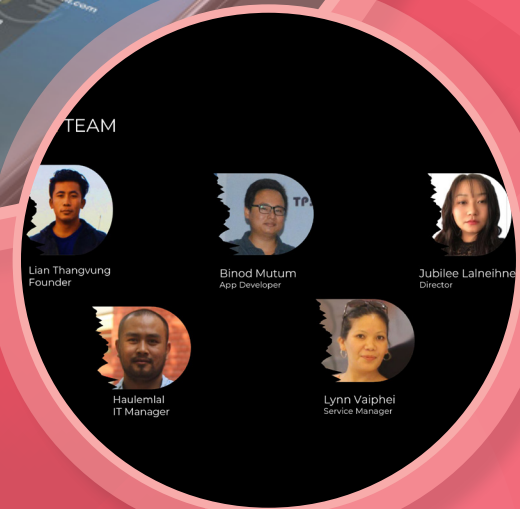 TEAM
Lian Thangvung
Founder
Binod Mutum
App Developer
Jubilee Lalneihne
Director
Haulemlal
IT Manager
Lynn Vaiphei
Service Manager